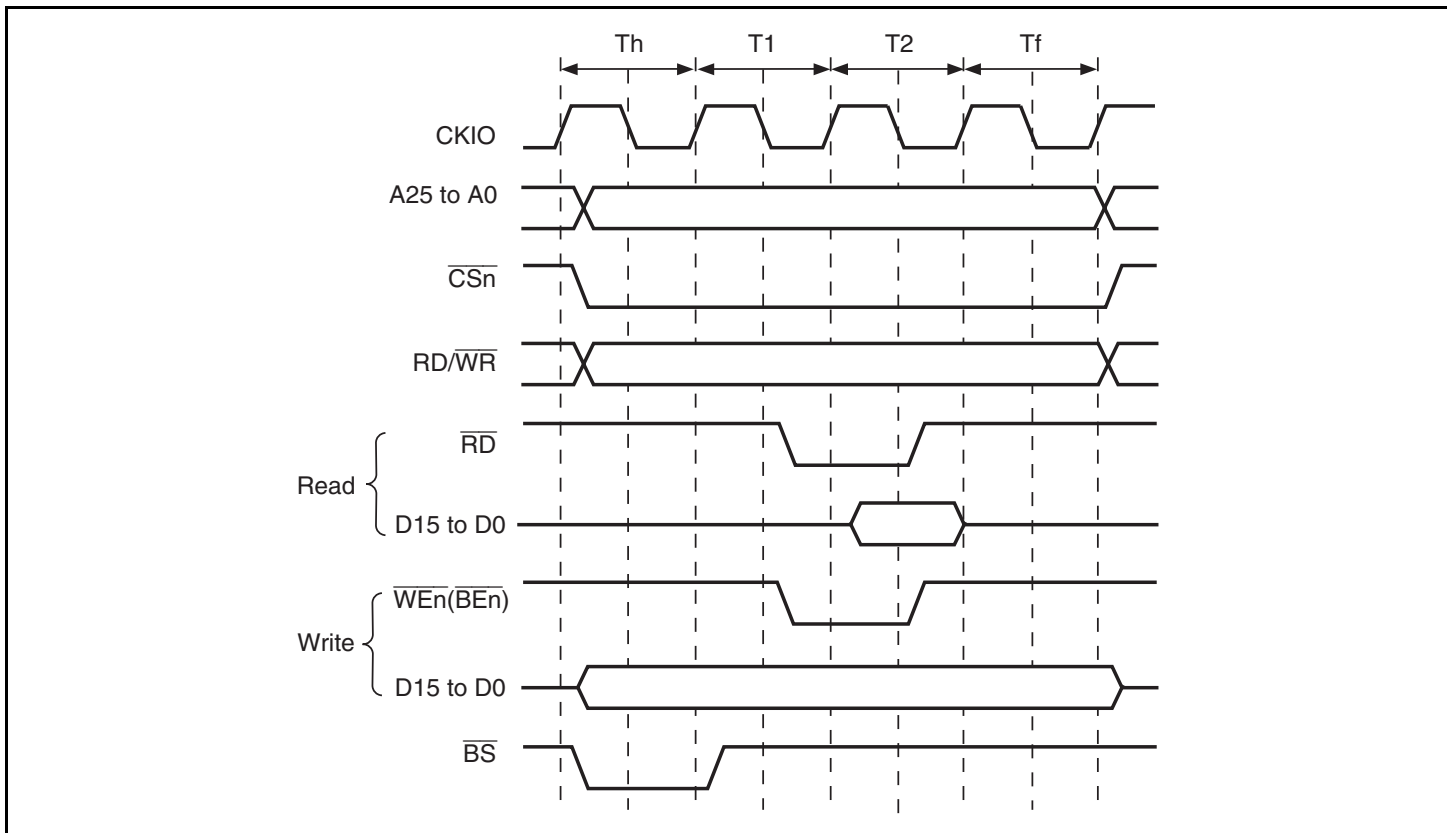 Th T1 T2 Tf
CKIO
A25 to A0
CSn
RD/WR
RD
Read
D15 to D0
WEn(BEn)
Write
D15 to D0
BS